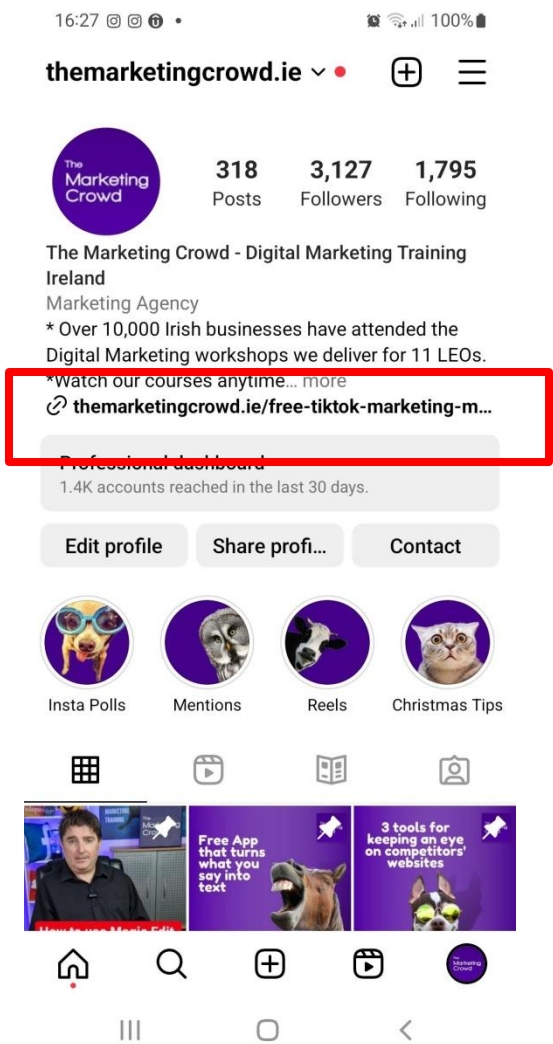 16:27
100%
themarketingcrowd.ie
The
Marketing
Crowd
318 3,127 1,795
Posts Followers Following
The Marketing Crowd - Digital Marketing Training
Ireland
Marketing Agency
* Over 10,000 Irish businesses have attended the
Digital Marketing workshops we deliver for 11 LEOs.
*Watch our courses anytime... more
themarketingcrowd.ie/free-tiktok-marketing-m...
Professional dashboard
1.4K accounts reached in the last 30 days.
Edit profile Share profi... Contact
Insta Polls Mentions Reels Christmas Tips
MARKETING
TRAINING
The
Free App
that turns
what you
say into
text
3 tools for
keeping an eye
on competitors'
websites
How to use Magic Edit
The
Marketing
Crowd